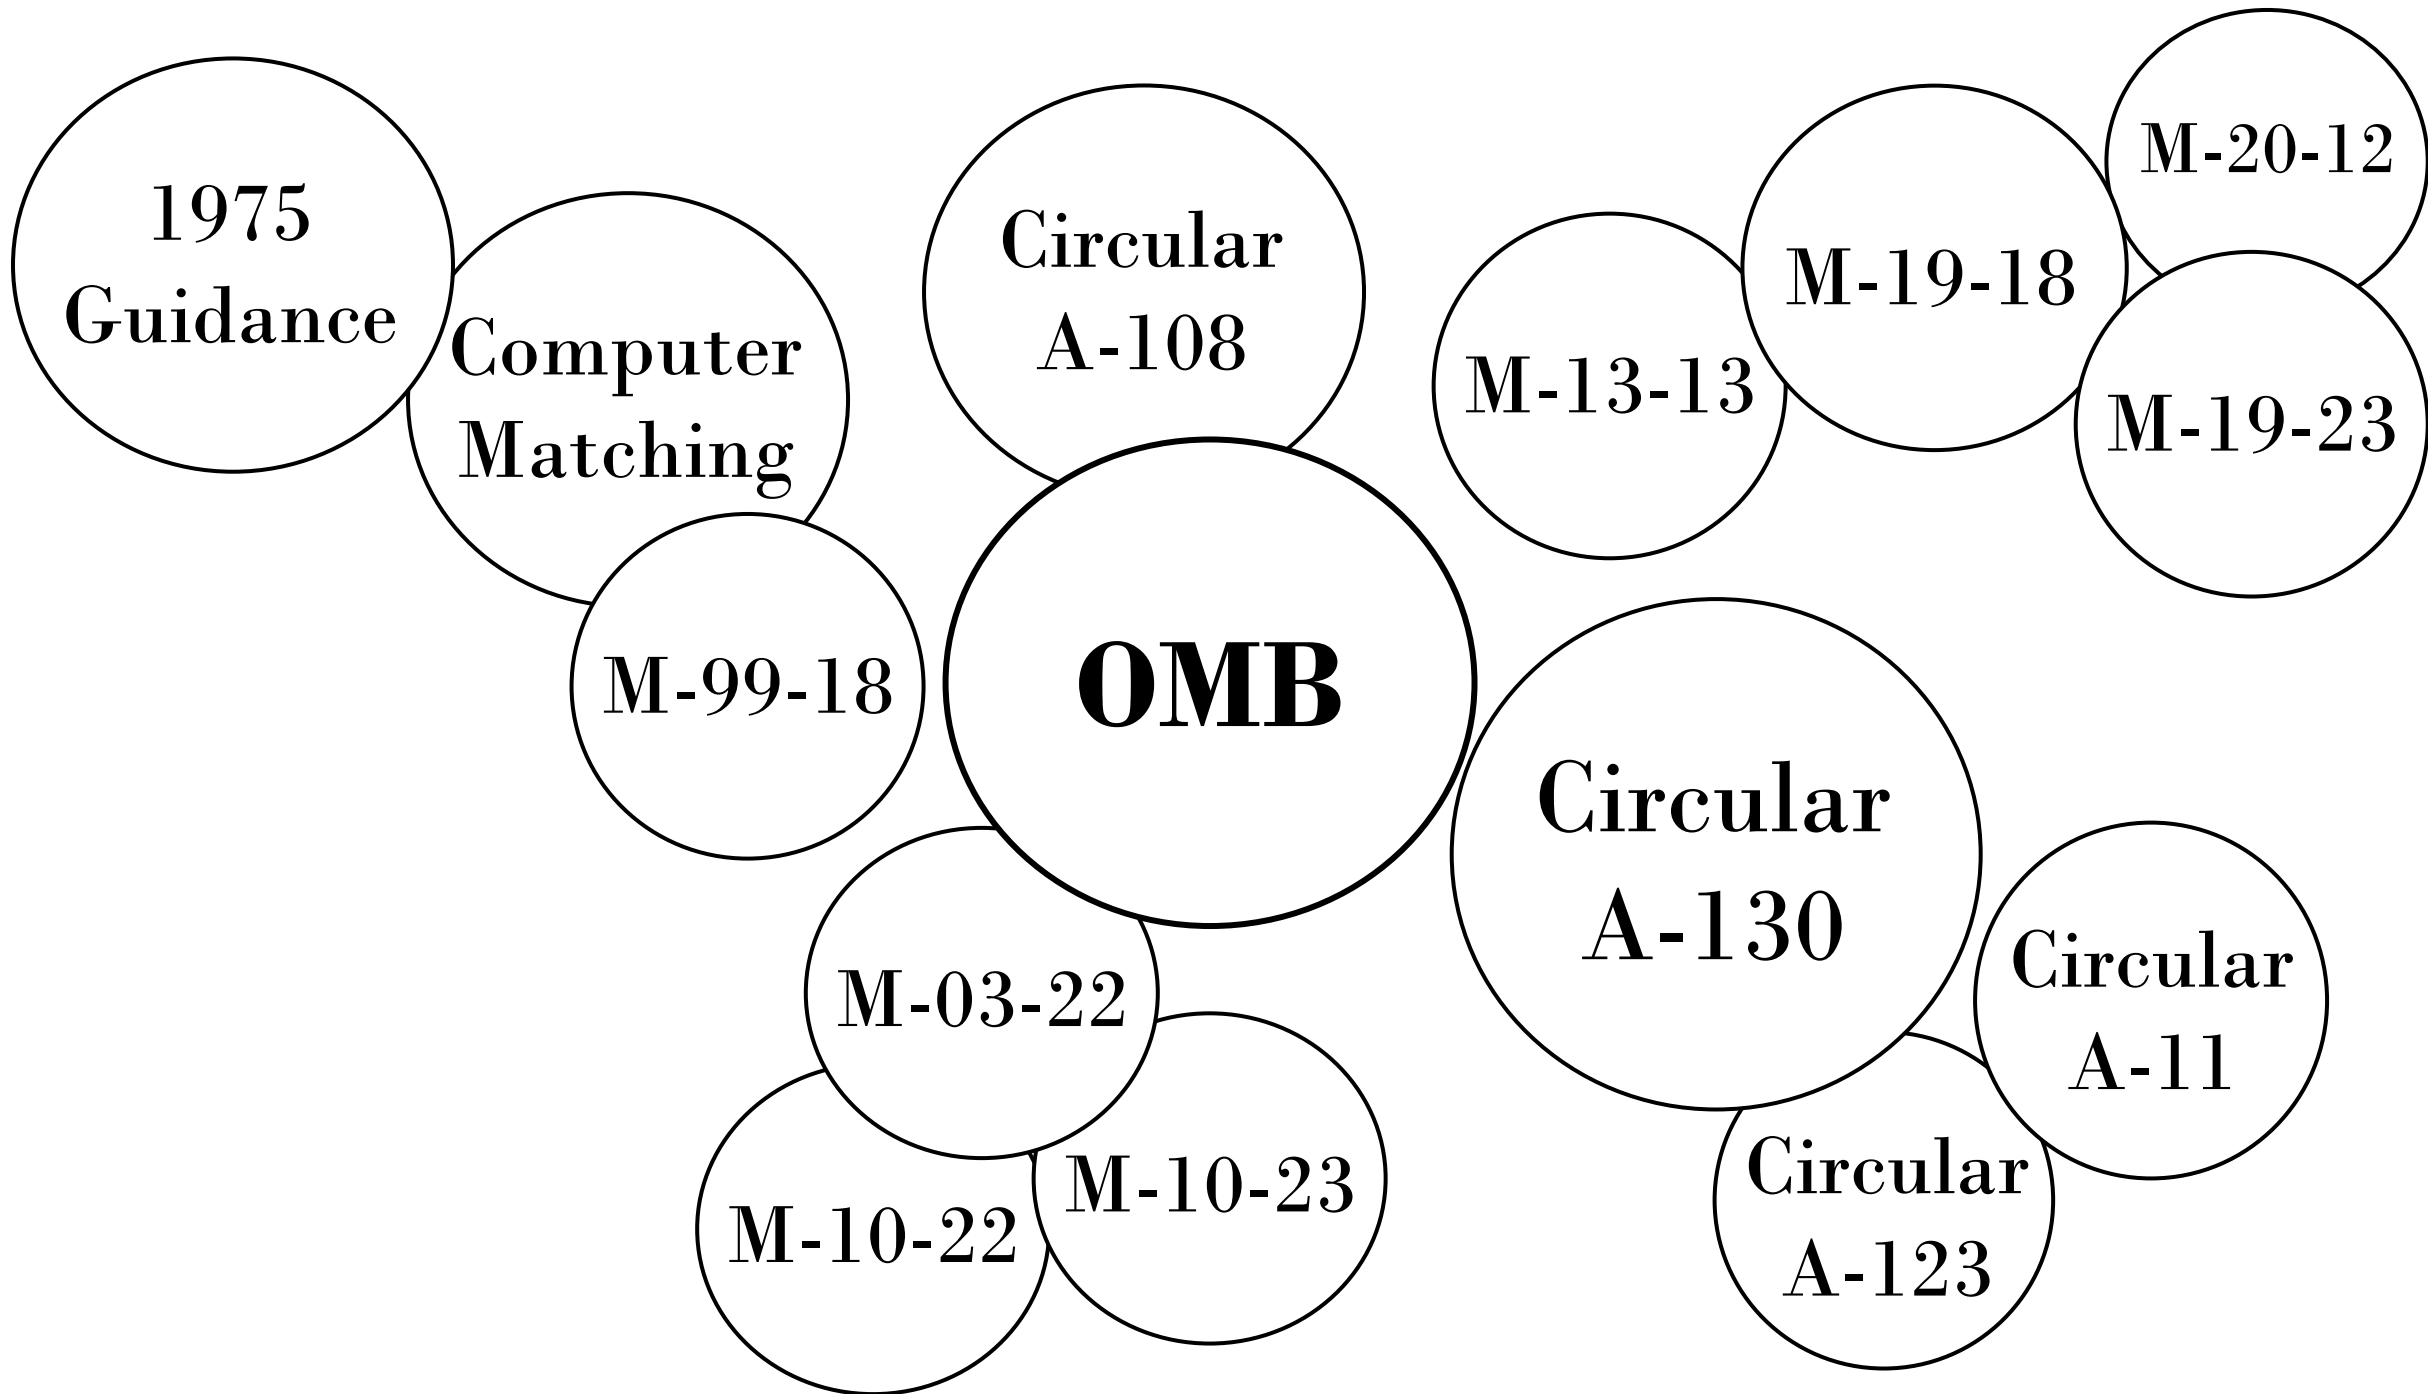 1975
Guidance
Computer
Matching
M-99-18
Circular
A-108
OMB
M-13-13
M-19-18
M-20-12
M-19-23
M-03-22
M-10-22
M-10-23
Circular
A-130
Circular
A-11
Circular
A-123